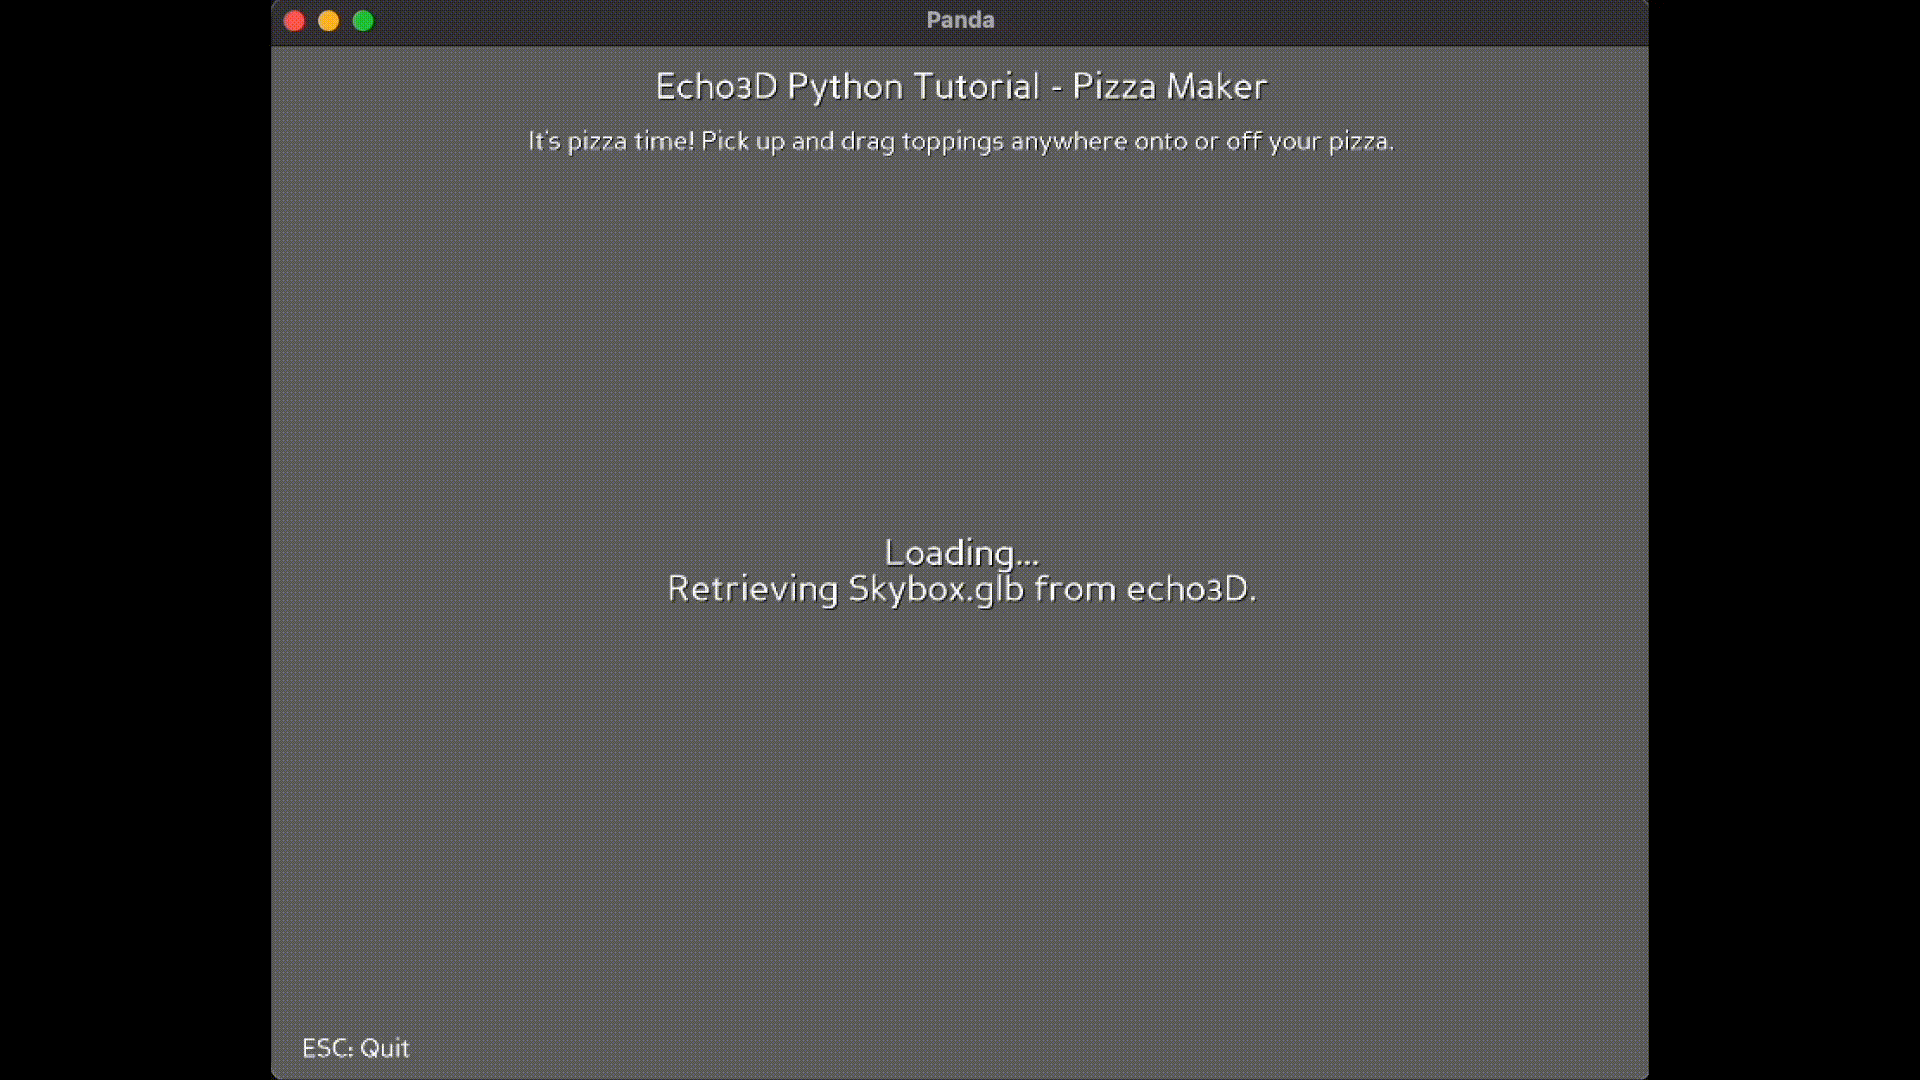 Panda
Echo3D Python Tutorial - Pizza Maker
It's pizza time! Pick up and drag toppings anywhere onto or off your pizza.
Loading...
Retrieving Skybox.glb from echo3D.
ESC: Quit